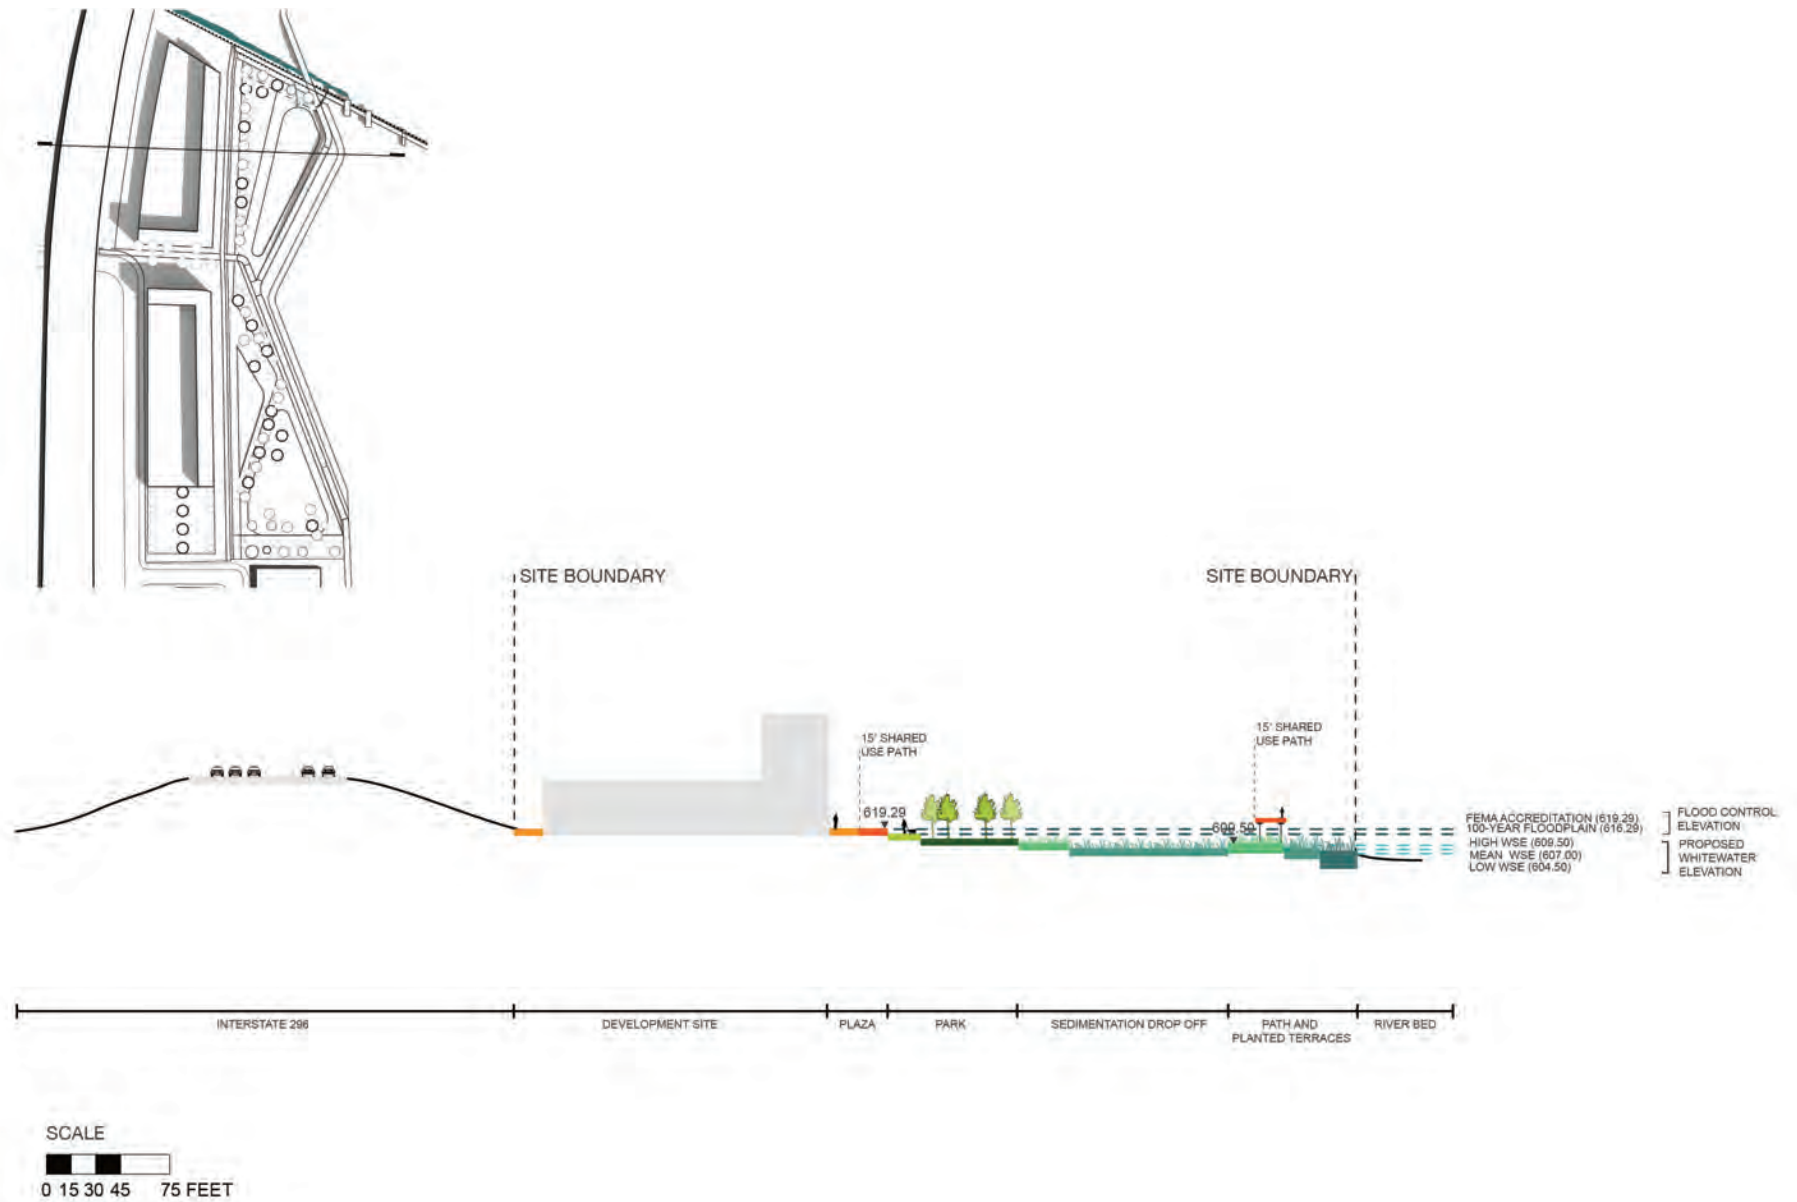 SITE BOUNDARY
SITE BOUNDARY
15' SHARED
USE PATH
15' SHARED
USE PATH
619.29
609.50
FEMA ACCREDITATION (619.29)
100-YEAR FLOODPLAIN (616.29)
HIGH WSE (609.50)
MEAN WSE (607.00)
LOW WSE (604.50)
FLOOD CONTROL
ELEVATION
PROPOSED
WHITEWATER
ELEVATION
INTERSTATE 296
DEVELOPMENT SITE
PLAZA
PARK
SEDIMENTATION DROP OFF
PATH AND
PLANTED TERRACES
RIVER BED
SCALE
0 15 30 45 75 FEET